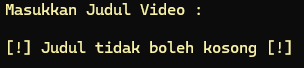 Masukkan Judul Video :
[!] Judul tidak boleh kosong [!]